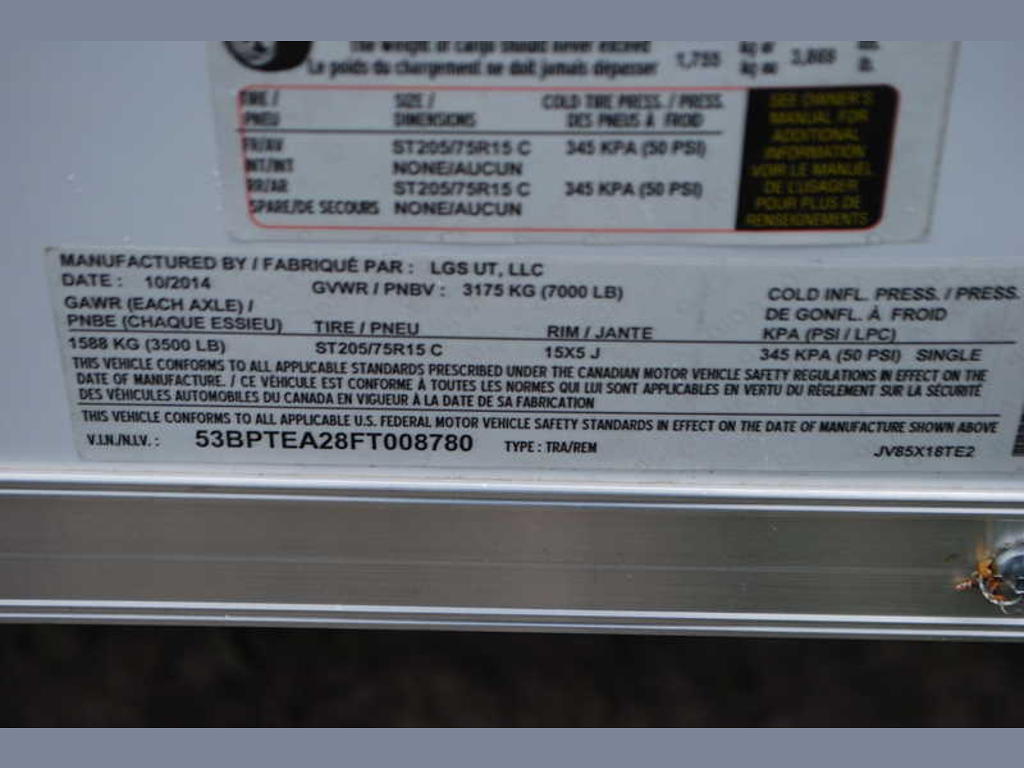 The weight of cargo should never exceed kg or lb.
Le poids du chargement ne doit jamais dépasser 1,755 kg ou 3,869 lb.
TIRE / SIZE / COLD TIRE PRESS. / PRESS. SEE OWNER'S
PNEU DIMENSIONS DES PNEUS À FROID MANUAL FOR
ADDITIONAL
FR/AV ST205/75R15 C 345 KPA (50 PSI) INFORMATION
INT/INT NONE/AUCUN VOIR LE MANUEL
RR/AR ST205/75R15 C 345 KPA (50 PSI) DE L'USAGER
SPARE/DE SECOURS NONE/AUCUN POUR PLUS DE
RENSEIGNEMENTS
MANUFACTURED BY / FABRIQUÉ PAR : LGS UT, LLC
DATE : 10/2014 GVWR / PNBV : 3175 KG (7000 LB)
GAWR (EACH AXLE) / COLD INFL. PRESS. / PRESS.
PNBE (CHAQUE ESSIEU) TIRE / PNEU RIM / JANTE DE GONFL. À FROID
KPA (PSI / LPC)
1588 KG (3500 LB) ST205/75R15 C 15X5 J 345 KPA (50 PSI) SINGLE
THIS VEHICLE CONFORMS TO ALL APPLICABLE STANDARDS PRESCRIBED UNDER THE CANADIAN MOTOR VEHICLE SAFETY REGULATIONS IN EFFECT ON THE
DATE OF MANUFACTURE. / CE VÉHICULE EST CONFORME À TOUTES LES NORMES QUI LUI SONT APPLICABLES EN VERTU DU RÈGLEMENT SUR LA SÉCURITÉ
DES VÉHICULES AUTOMOBILES DU CANADA EN VIGUEUR À LA DATE DE SA FABRICATION
THIS VEHICLE CONFORMS TO ALL APPLICABLE U.S. FEDERAL MOTOR VEHICLE SAFETY STANDARDS IN EFFECT ON THE DATE OF MANUFACTURE SHOWN ABOVE
V.I.N./N.I.V. : 53BPTEA28FT008780 TYPE : TRA/REM JV85X18TE2